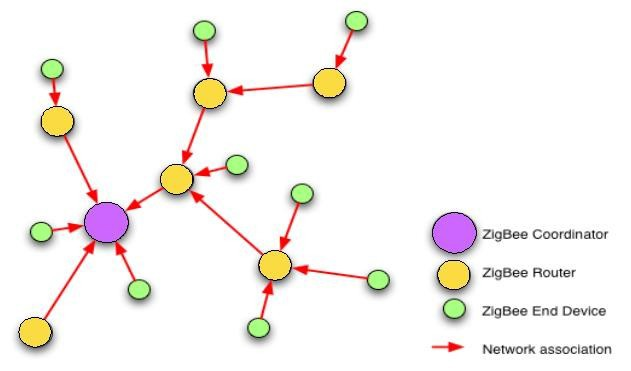 ZigBee Coordinator
ZigBee Router
ZigBee End Device
Network association